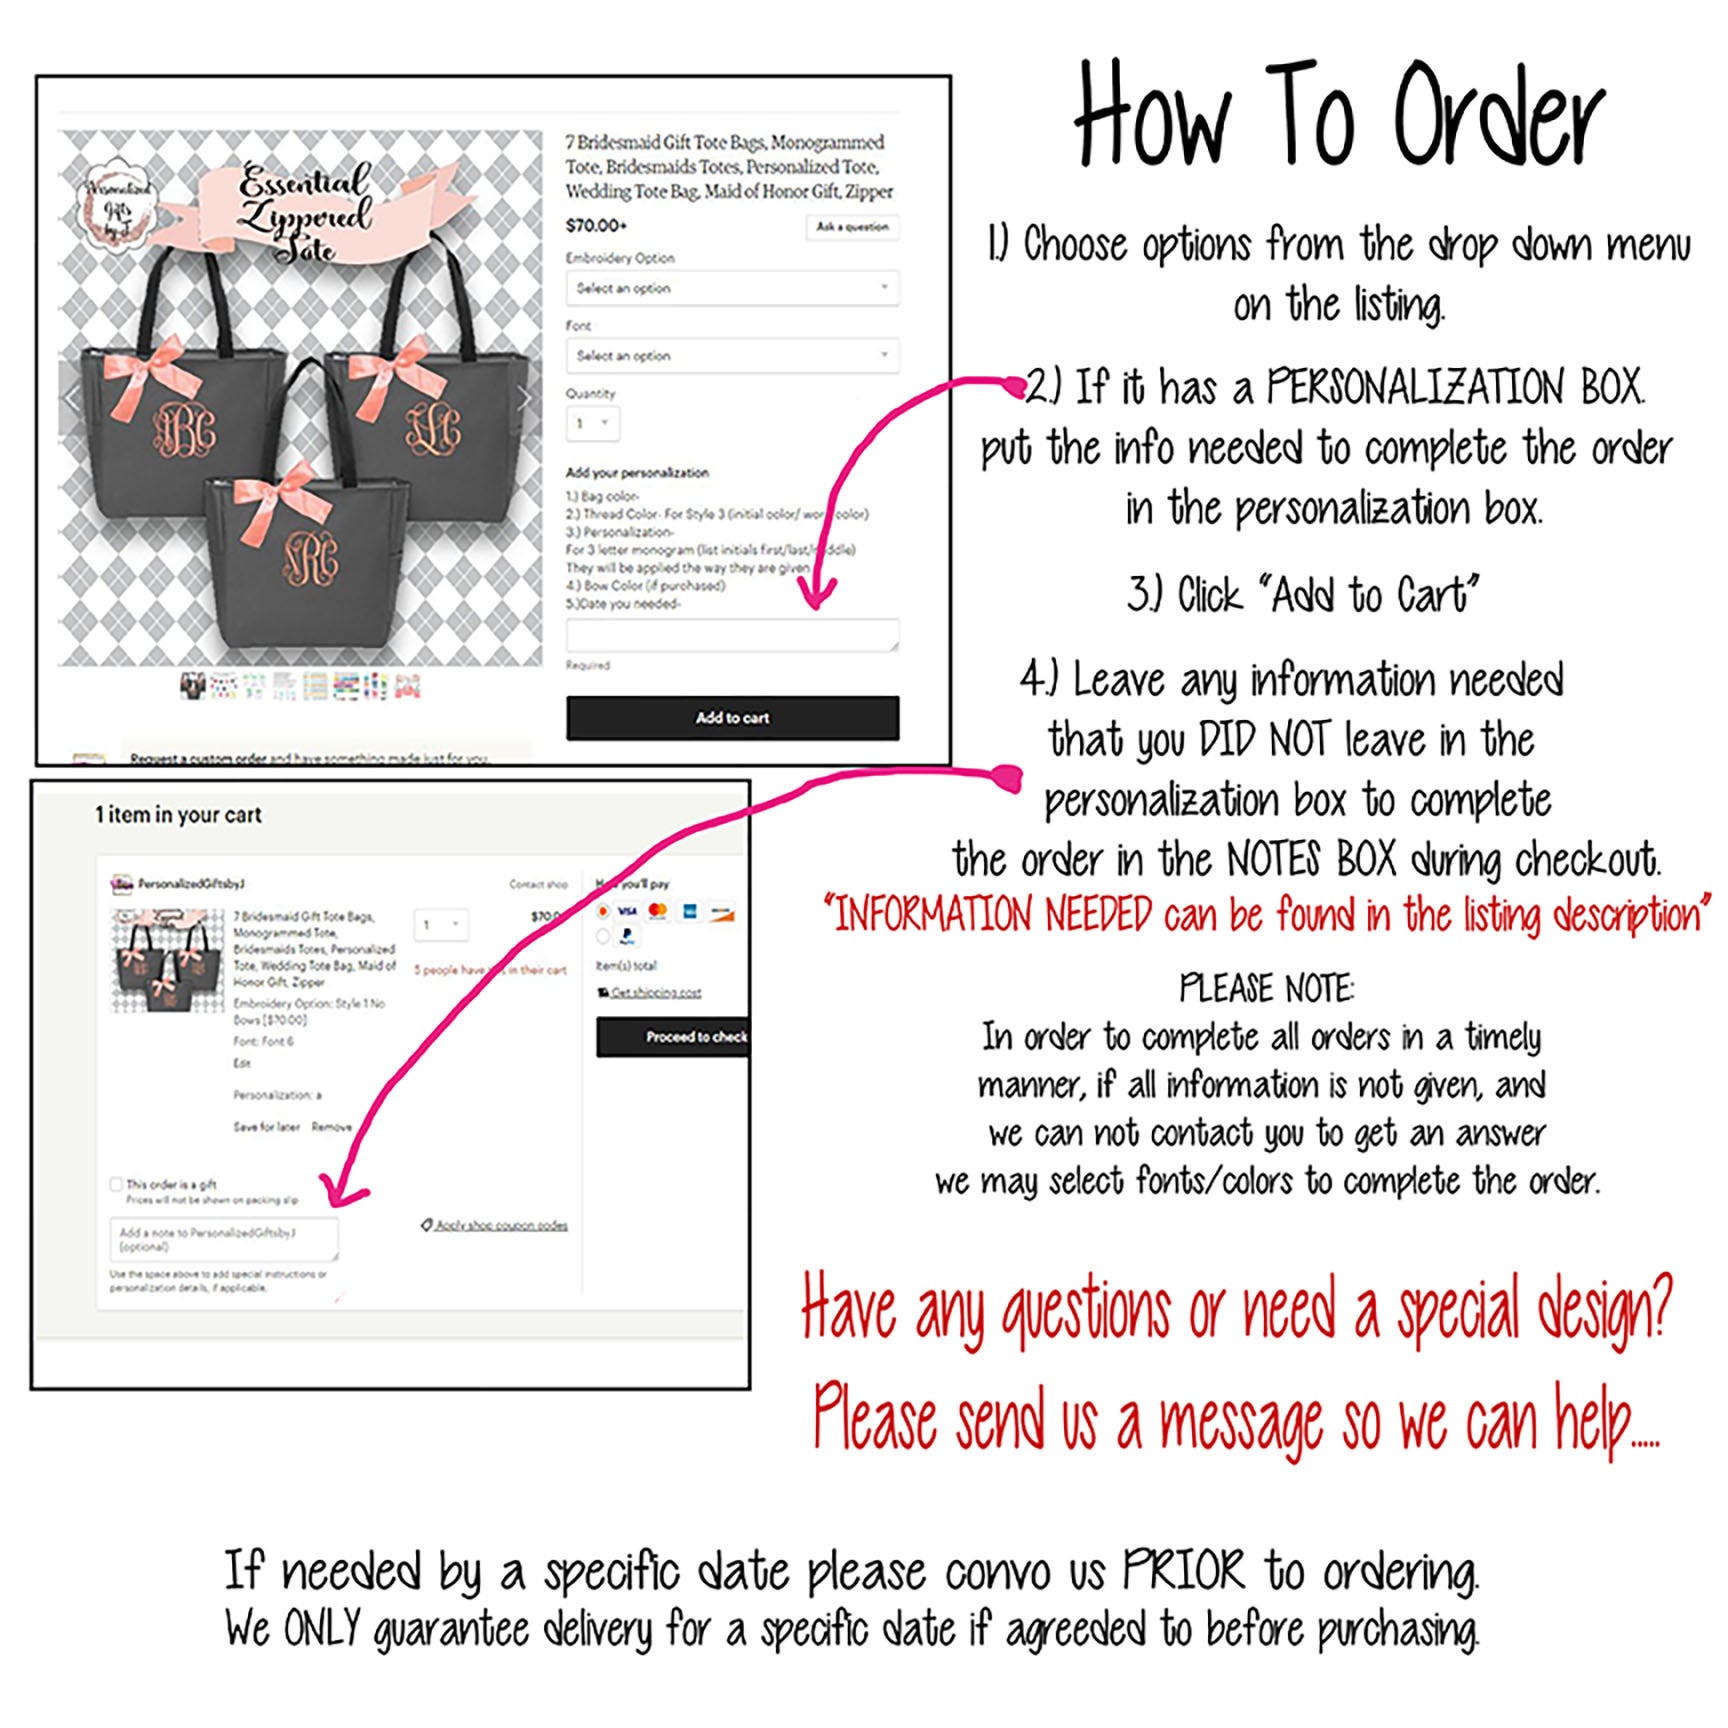 How To Order
1.) Choose options from the drop down menu
on the listing.
2.) If it has a PERSONALIZATION BOX.
put the info needed to complete the order
in the personalization box.
3.) Click "Add to Cart"
4.) Leave any information needed
that you DID NOT leave in the
personalization box to complete
the order in the NOTES BOX during checkout.
"INFORMATION NEEDED can be found in the listing description"
PLEASE NOTE:
In order to complete all orders in a timely
manner, if all information is not given, and
we can not contact you to get an answer
we may select fonts/colors to complete the order.
Have any questions or need a special design?
Please send us a message so we can help.....
If needed by a specific date please convo us PRIOR to ordering.
We ONLY guarantee delivery for a specific date if agreeded to before purchasing.
Personalized
Gifts
by J
Essential
Zippered
Tote
7 Bridesmaid Gift Tote Bags, Monogrammed
Tote, Bridesmaids Totes, Personalized Tote,
Wedding Tote Bag, Maid of Honor Gift, Zipper
$70.00+
Ask a question
Embroidery Option
Select an option
Font
Select an option
Quantity
1
Add your personalization
1.) Bag color-
2.) Thread Color- For Style 3 (initial color/ word color)
3.) Personalization-
For 3 letter monogram (list initials first/last/middle)
They will be applied the way they are given
4.) Bow Color (if purchased)
5.)Date you needed-
Required
Add to cart
Request a custom order and have something made just for you.
1 item in your cart
PersonalizedGiftsbyJ
Contact shop
7 Bridesmaid Gift Tote Bags,
Monogrammed Tote,
Bridesmaids Totes, Personalized
Tote, Wedding Tote Bag, Maid of
Honor Gift, Zipper
1
$70.0
5 people have in their cart
Embroidery Option: Style 1 No
Bows [$70.00]
Font: Font 6
Edit
Personalization: a
Save for later Remove
How you'll pay
VISA
PayPal
Item(s) total
Get shipping cost
Proceed to check
This order is a gift
Prices will not be shown on packing slip
Add a note to PersonalizedGiftsbyJ
(optional)
Use the space above to add special instructions or
personalization details, if applicable.
Apply shop coupon codes